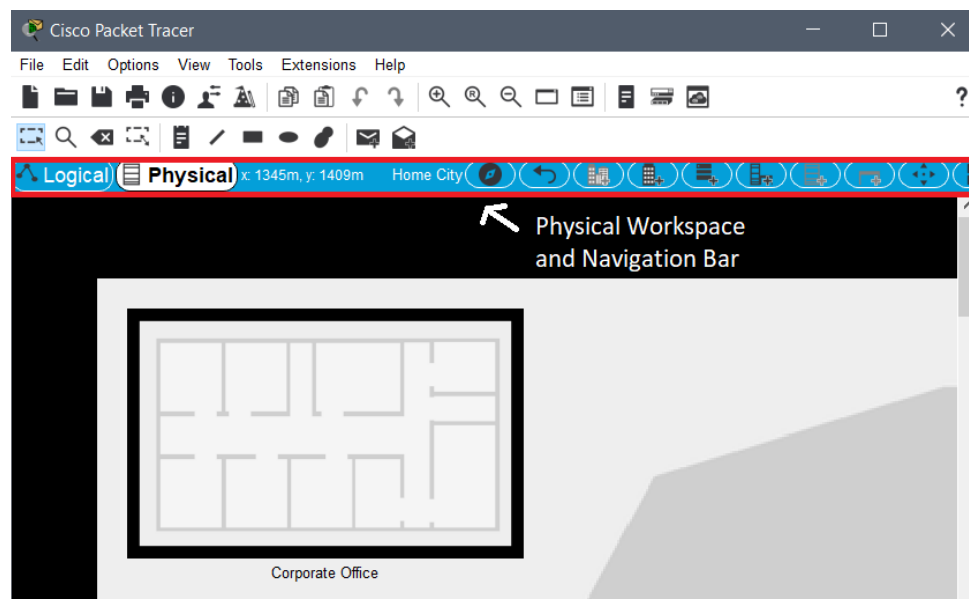 Cisco Packet Tracer
File Edit Options View Tools Extensions Help
?
Logical Physical x: 1345m, y: 1409m Home City
Physical Workspace
and Navigation Bar
Corporate Office